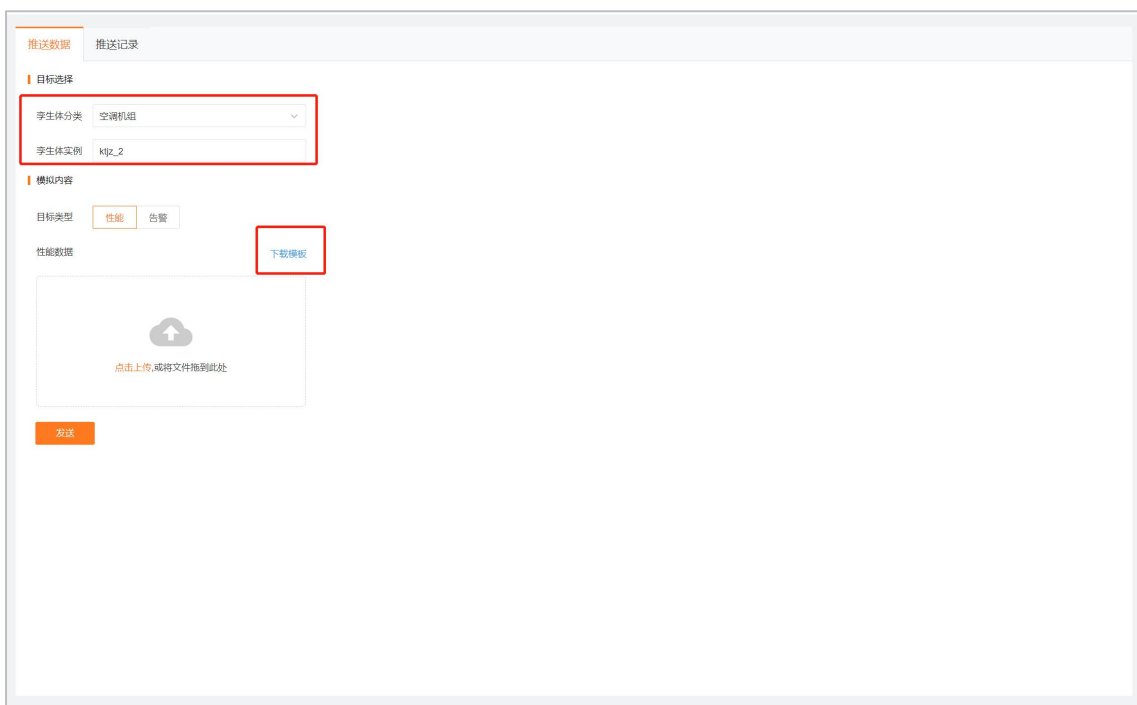 推送数据 推送记录
目标选择
孪生体分类 空调机组
孪生体实例 ktjz_2
模拟内容
目标类型 性能 告警
性能数据 下载模板
点击上传,或将文件拖到此处
发送